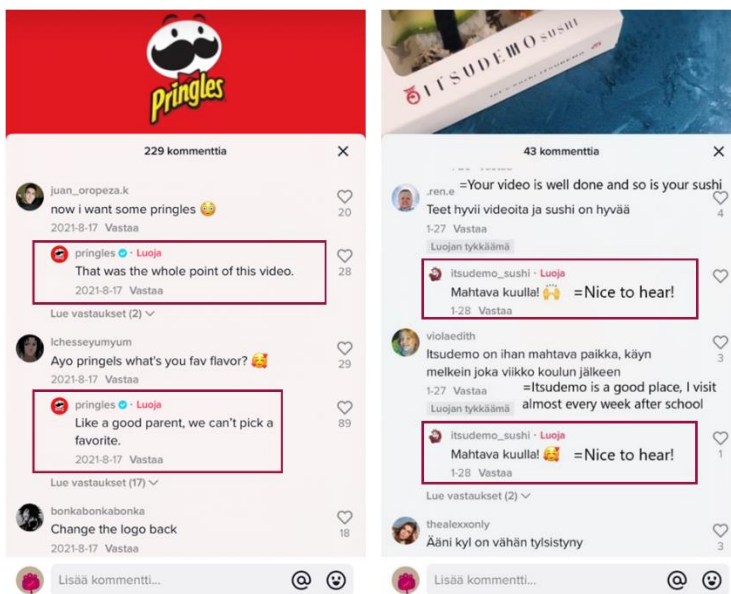 Pringles
229 kommenttia
juan_oropeza.k
now i want some pringles 😳
20
2021-8-17 Vastaa
pringles · Luoja
That was the whole point of this video.
28
2021-8-17 Vastaa
Lue vastaukset (2)
lchesseyumyum
Ayo pringels what's you fav flavor? 🥰
29
2021-8-17 Vastaa
pringles · Luoja
Like a good parent, we can't pick a
favorite.
89
2021-8-17 Vastaa
Lue vastaukset (17)
bonkabonkabonka
Change the logo back
18
2021-8-17 Vastaa
Lisää kommentti...
ITSUDEMO SUSHI
43 kommenttia
.ren.e =Your video is well done and so is your sushi
Teet hyvii videoita ja sushi on hyvää
4
1-27 Vastaa
Luojan tykkäämä
itsudemo_sushi · Luoja
Mahtava kuulla! 🙌 =Nice to hear!
1-28 Vastaa
violaedith
Itsudemo on ihan mahtava paikka, käyn
3
melkein joka viikko koulun jälkeen
1-27 Vastaa =Itsudemo is a good place, I visit
Luojan tykkäämä almost every week after school
itsudemo_sushi · Luoja
Mahtava kuulla! 🥰 =Nice to hear!
1
1-28 Vastaa
Lue vastaukset (2)
thealexxonly
Ääni kyl on vähän tylsistyny
3
Lisää kommentti...